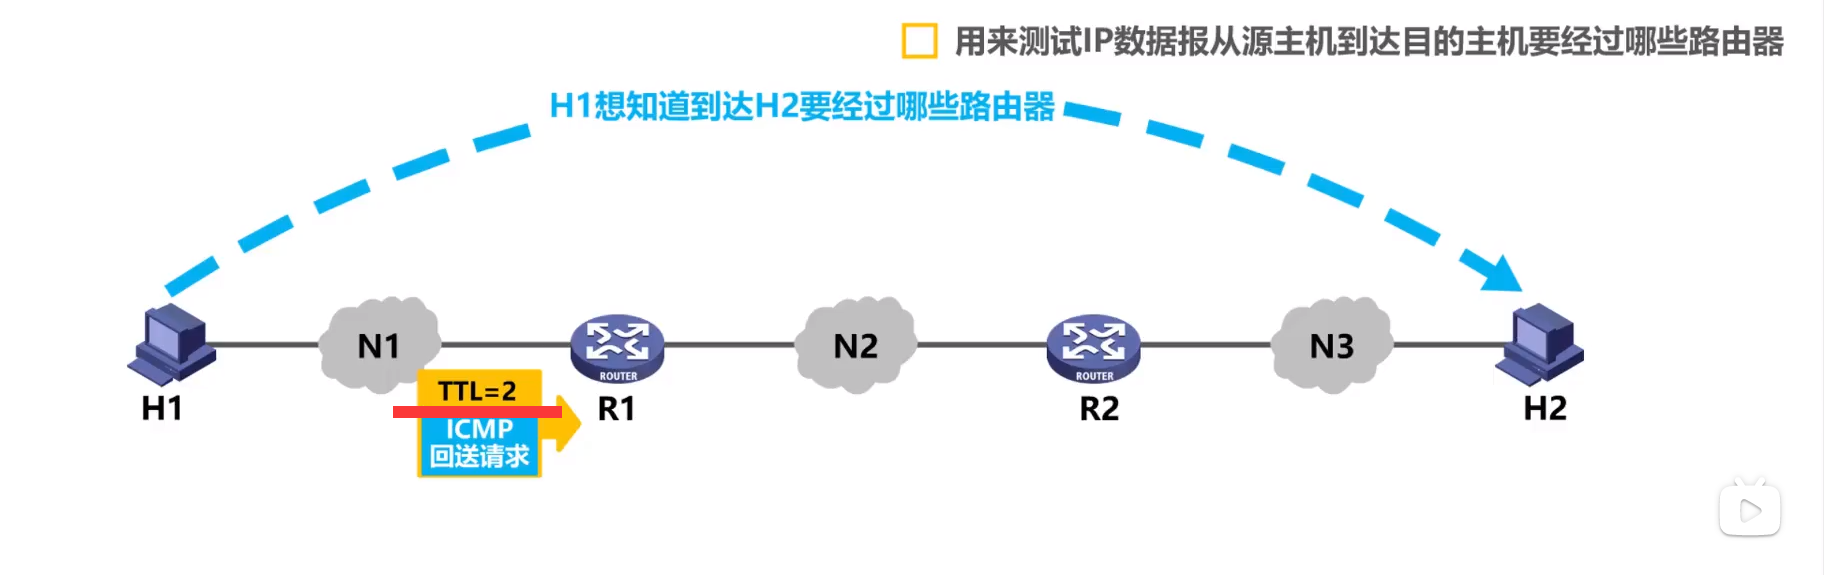 用来测试IP数据报从源主机到达目的主机要经过哪些路由器
H1想知道到达H2要经过哪些路由器
N1
N2
N3
ROUTER
ROUTER
TTL=2
ICMP
回送请求
H1
R1
R2
H2